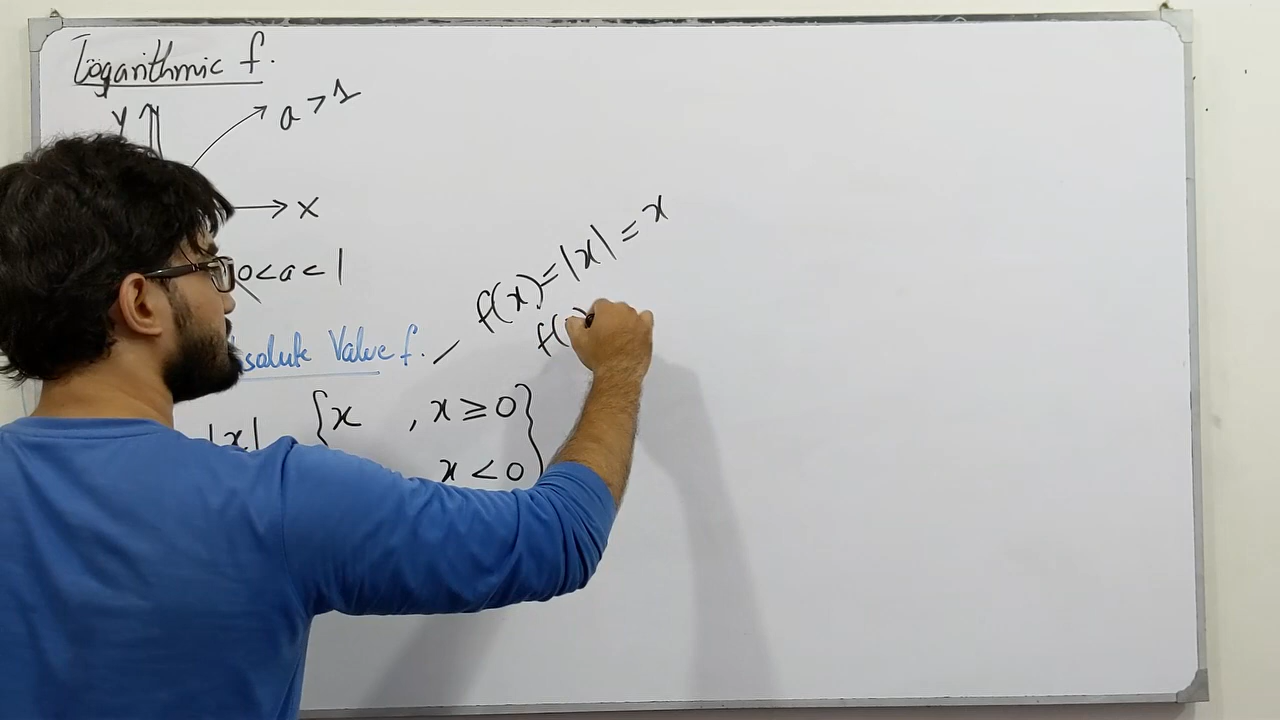 Logarithmic f.
Y
a > 1
X
0 < a < 1
f(x) = |x| = x
f(
Value f.
|x| { x , x ≥ 0 }
x < 0